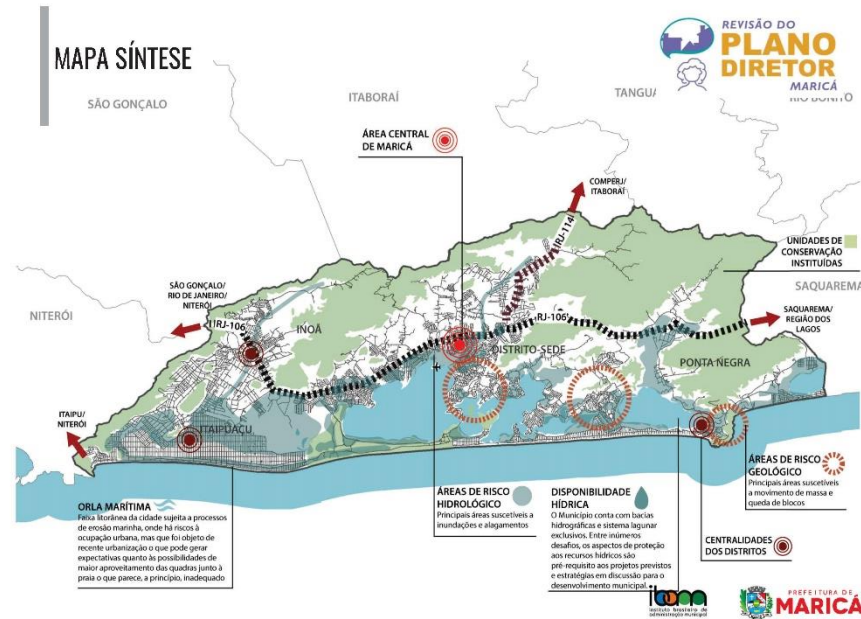 MAPA SÍNTESE
REVISÃO DO
PLANO
DIRETOR
MARICÁ
SÃO GONÇALO
ITABORAÍ
TANGUÁ
RIO BONITO
ÁREA CENTRAL
DE MARICÁ
COMPERJ/
ITABORAÍ
RJ-114
UNIDADES DE
CONSERVAÇÃO
INSTITUÍDAS
SÃO GONÇALO/
RIO DE JANEIRO/
NITERÓI
SAQUAREMA
NITERÓI
RJ-106
INOÃ
RJ-106
SAQUAREMA/
REGIÃO DOS
LAGOS
DISTRITO-SEDE
PONTA NEGRA
ITAIPU/
NITERÓI
ITAIPUAÇU
ORLA MARÍTIMA
Faixa litorânea da cidade sujeita a processos
de erosão marinha, onde há riscos à
ocupação urbana, mas que foi objeto de
recente urbanização o que pode gerar
expectativas quanto às possibilidades de
maior aproveitamento das quadras junto à
praia o que parece, a princípio, inadequado
ÁREAS DE RISCO
HIDROLÓGICO
Principais áreas suscetíveis a
inundações e alagamentos
DISPONIBILIDADE
HÍDRICA
O Município conta com bacias
hidrográficas e sistema lagunar
exclusivos. Entre inúmeros
desafios, os aspectos de proteção
aos recursos hídricos são
pré-requisito aos projetos previstos
e estratégias em discussão para o
desenvolvimento municipal.
ÁREAS DE RISCO
GEOLÓGICO
Principais áreas suscetíveis
a movimento de massa e
queda de blocos
CENTRALIDADES
DOS DISTRITOS
ibam
instituto brasileiro de
administração municipal
PREFEITURA DE
MARICÁ